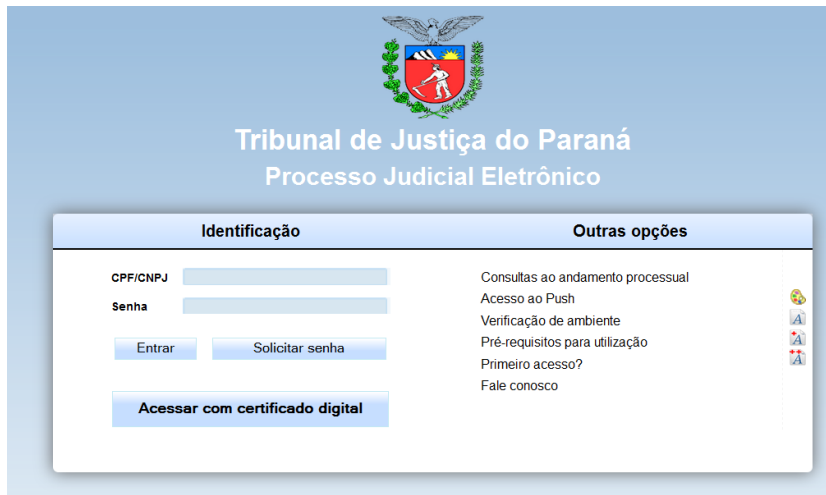 Tribunal de Justiça do Paraná
Processo Judicial Eletrônico
Identificação
CPF/CNPJ
Senha
Entrar
Solicitar senha
Acessar com certificado digital
Outras opções
Consultas ao andamento processual
Acesso ao Push
Verificação de ambiente
Pré-requisitos para utilização
Primeiro acesso?
Fale conosco
A
A
A